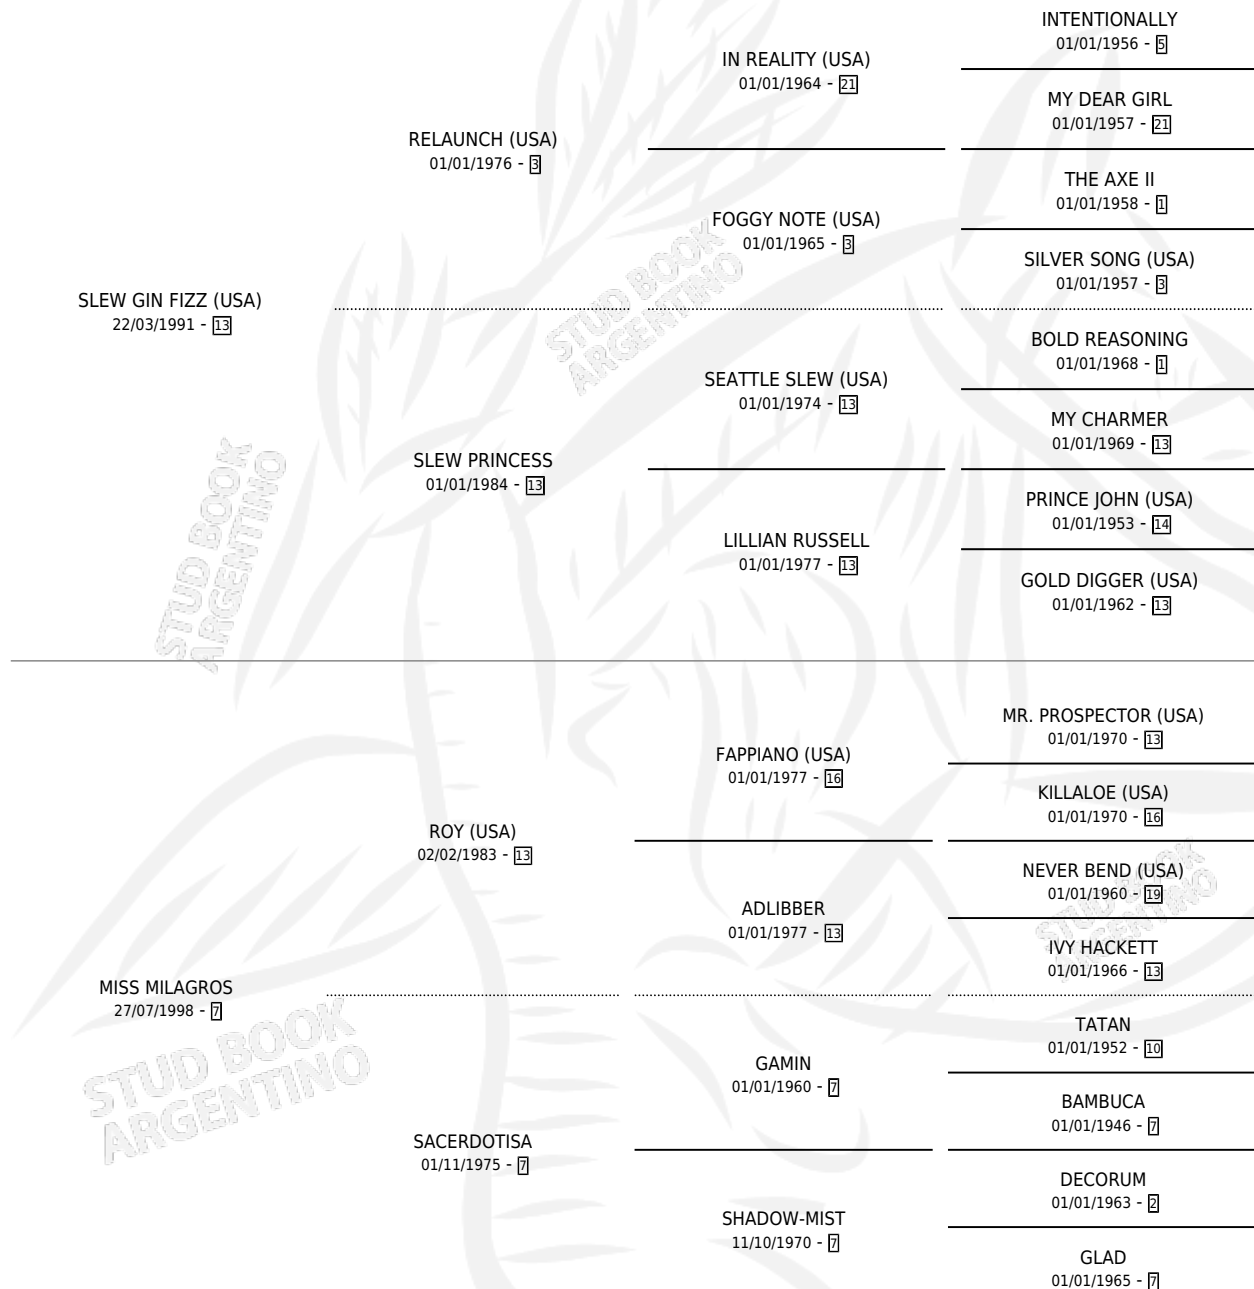 SLEW GIN FIZZ (USA)
22/03/1991 - 13
RELAUNCH (USA)
01/01/1976 - 3
SLEW PRINCESS
01/01/1984 - 13
IN REALITY (USA)
01/01/1964 - 21
FOGGY NOTE (USA)
01/01/1965 - 3
SEATTLE SLEW (USA)
01/01/1974 - 13
LILLIAN RUSSELL
01/01/1977 - 13
INTENTIONALLY
01/01/1956 - 5
MY DEAR GIRL
01/01/1957 - 21
THE AXE II
01/01/1958 - 1
SILVER SONG (USA)
01/01/1957 - 3
BOLD REASONING
01/01/1968 - 1
MY CHARMER
01/01/1969 - 13
PRINCE JOHN (USA)
01/01/1953 - 14
GOLD DIGGER (USA)
01/01/1962 - 13
MISS MILAGROS
27/07/1998 - 7
ROY (USA)
02/02/1983 - 13
SACERDOTISA
01/11/1975 - 7
FAPPIANO (USA)
01/01/1977 - 16
ADLIBBER
01/01/1977 - 13
GAMIN
01/01/1960 - 7
SHADOW-MIST
11/10/1970 - 7
MR. PROSPECTOR (USA)
01/01/1970 - 13
KILLALOE (USA)
01/01/1970 - 16
NEVER BEND (USA)
01/01/1960 - 19
IVY HACKETT
01/01/1966 - 13
TATAN
01/01/1952 - 10
BAMBUCA
01/01/1946 - 7
DECORUM
01/01/1963 - 2
GLAD
01/01/1965 - 7
STUD BOOK
ARGENTINO
STUD BOOK
ARGENTINO
STUD BOOK
ARGENTINO
STUD BOOK
ARGENTINO